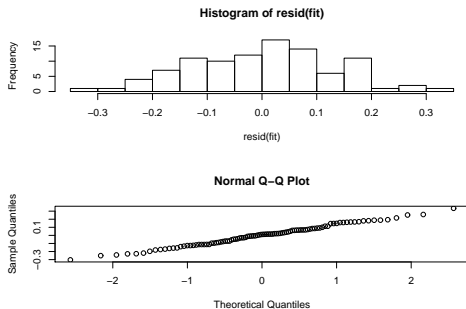 Histogram of resid(fit)
Frequency
0 5 15
−0.3 −0.2 −0.1 0.0 0.1 0.2 0.3
resid(fit)
Normal Q−Q Plot
Sample Quantiles
−0.3 0.1
−2 −1 0 1 2
Theoretical Quantiles